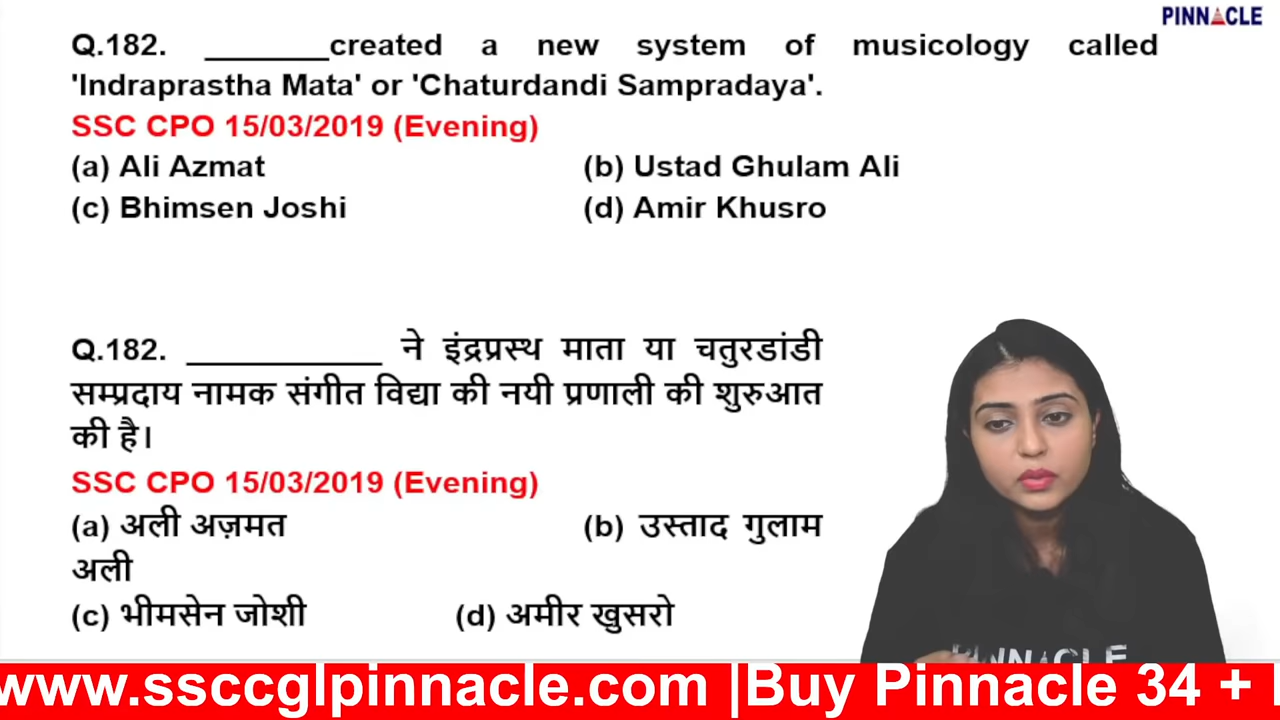 PINNACLE
Q.182. _______created a new system of musicology called
'Indraprastha Mata' or 'Chaturdandi Sampradaya'.
SSC CPO 15/03/2019 (Evening)
(a) Ali Azmat (b) Ustad Ghulam Ali
(c) Bhimsen Joshi (d) Amir Khusro
Q.182. ___________ ने इंद्रप्रस्थ माता या चतुरडांडी
सम्प्रदाय नामक संगीत विद्या की नयी प्रणाली की शुरुआत
की है।
SSC CPO 15/03/2019 (Evening)
(a) अली अज़मत (b) उस्ताद गुलाम
अली
(c) भीमसेन जोशी (d) अमीर खुसरो
PINNACLE
www.ssccglpinnacle.com |Buy Pinnacle 34 +